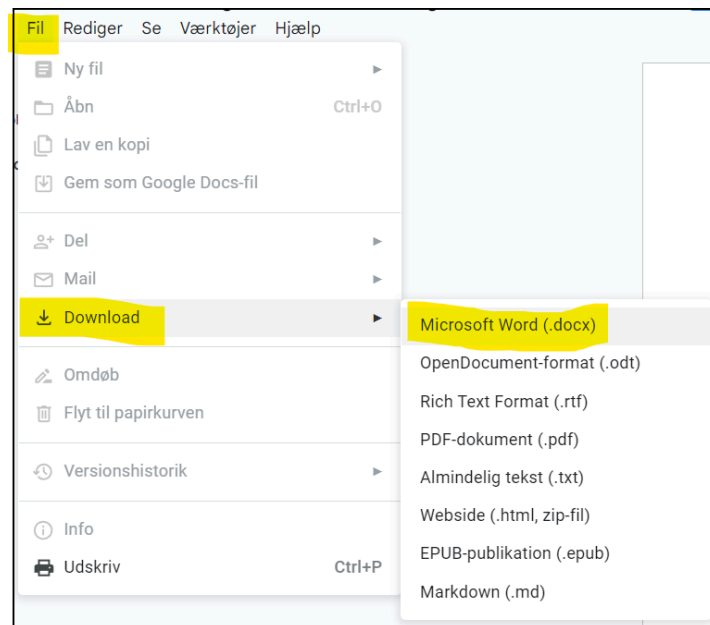 Fil Rediger Se Værktøjer Hjælp
Ny fil
Åbn Ctrl+O
Lav en kopi
Gem som Google Docs-fil
Del
Mail
Download
Omdøb
Flyt til papirkurven
Versionshistorik
Info
Udskriv Ctrl+P
Microsoft Word (.docx)
OpenDocument-format (.odt)
Rich Text Format (.rtf)
PDF-dokument (.pdf)
Almindelig tekst (.txt)
Webside (.html, zip-fil)
EPUB-publikation (.epub)
Markdown (.md)